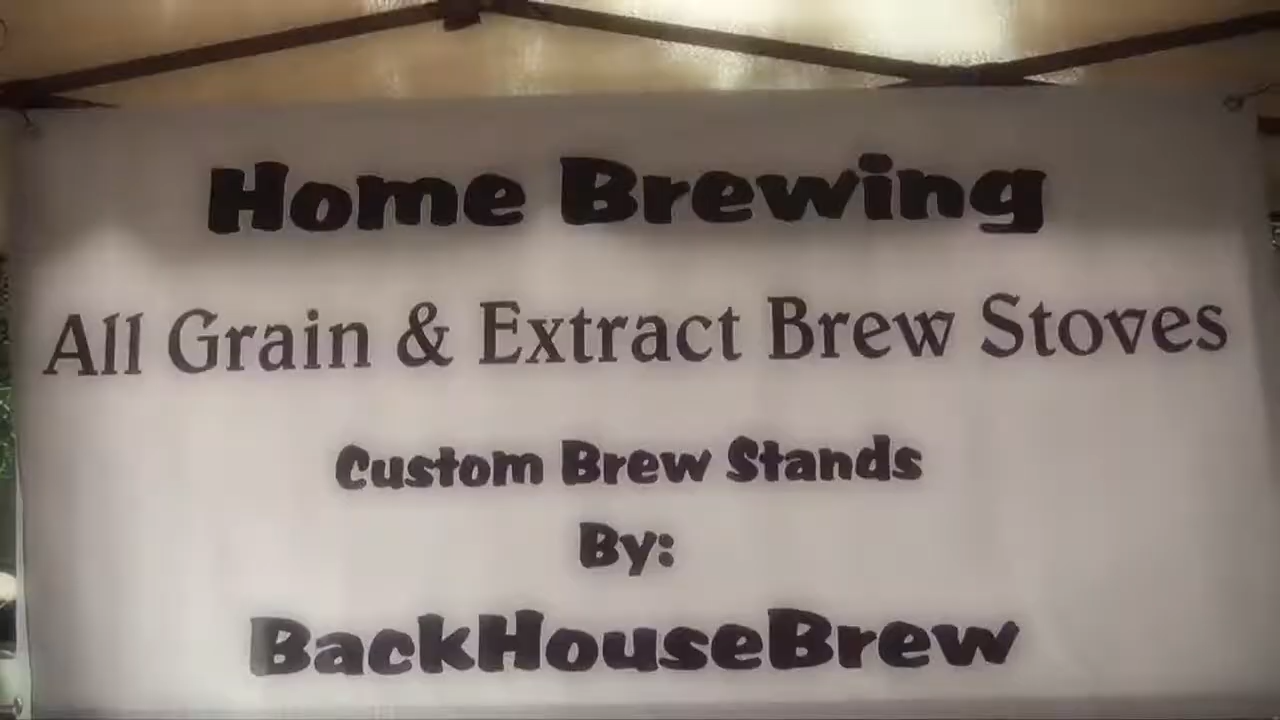 Home Brewing
All Grain & Extract Brew Stoves
Custom Brew Stands
By:
BackHouseBrew